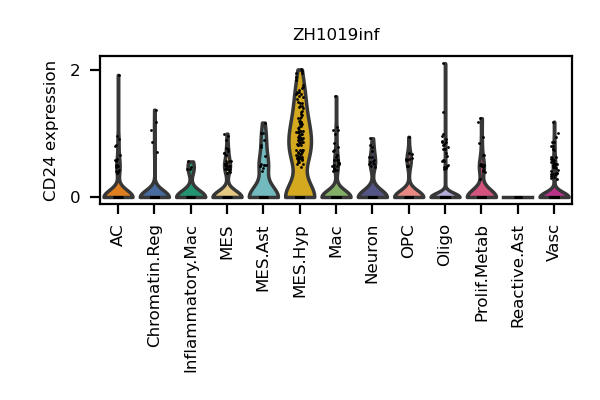 ZH1019inf
CD24 expression
2
0
AC
Chromatin.Reg
Inflammatory.Mac
MES
MES.Ast
MES.Hyp
Mac
Neuron
OPC
Oligo
Prolif.Metab
Reactive.Ast
Vasc